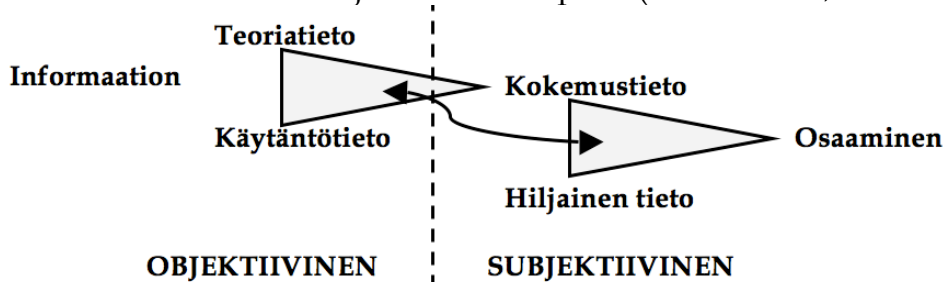 Teoriatieto
Informaation
Kokemustieto
Käytäntötieto
Osaaminen
Hiljainen tieto
OBJEKTIIVINEN
SUBJEKTIIVINEN